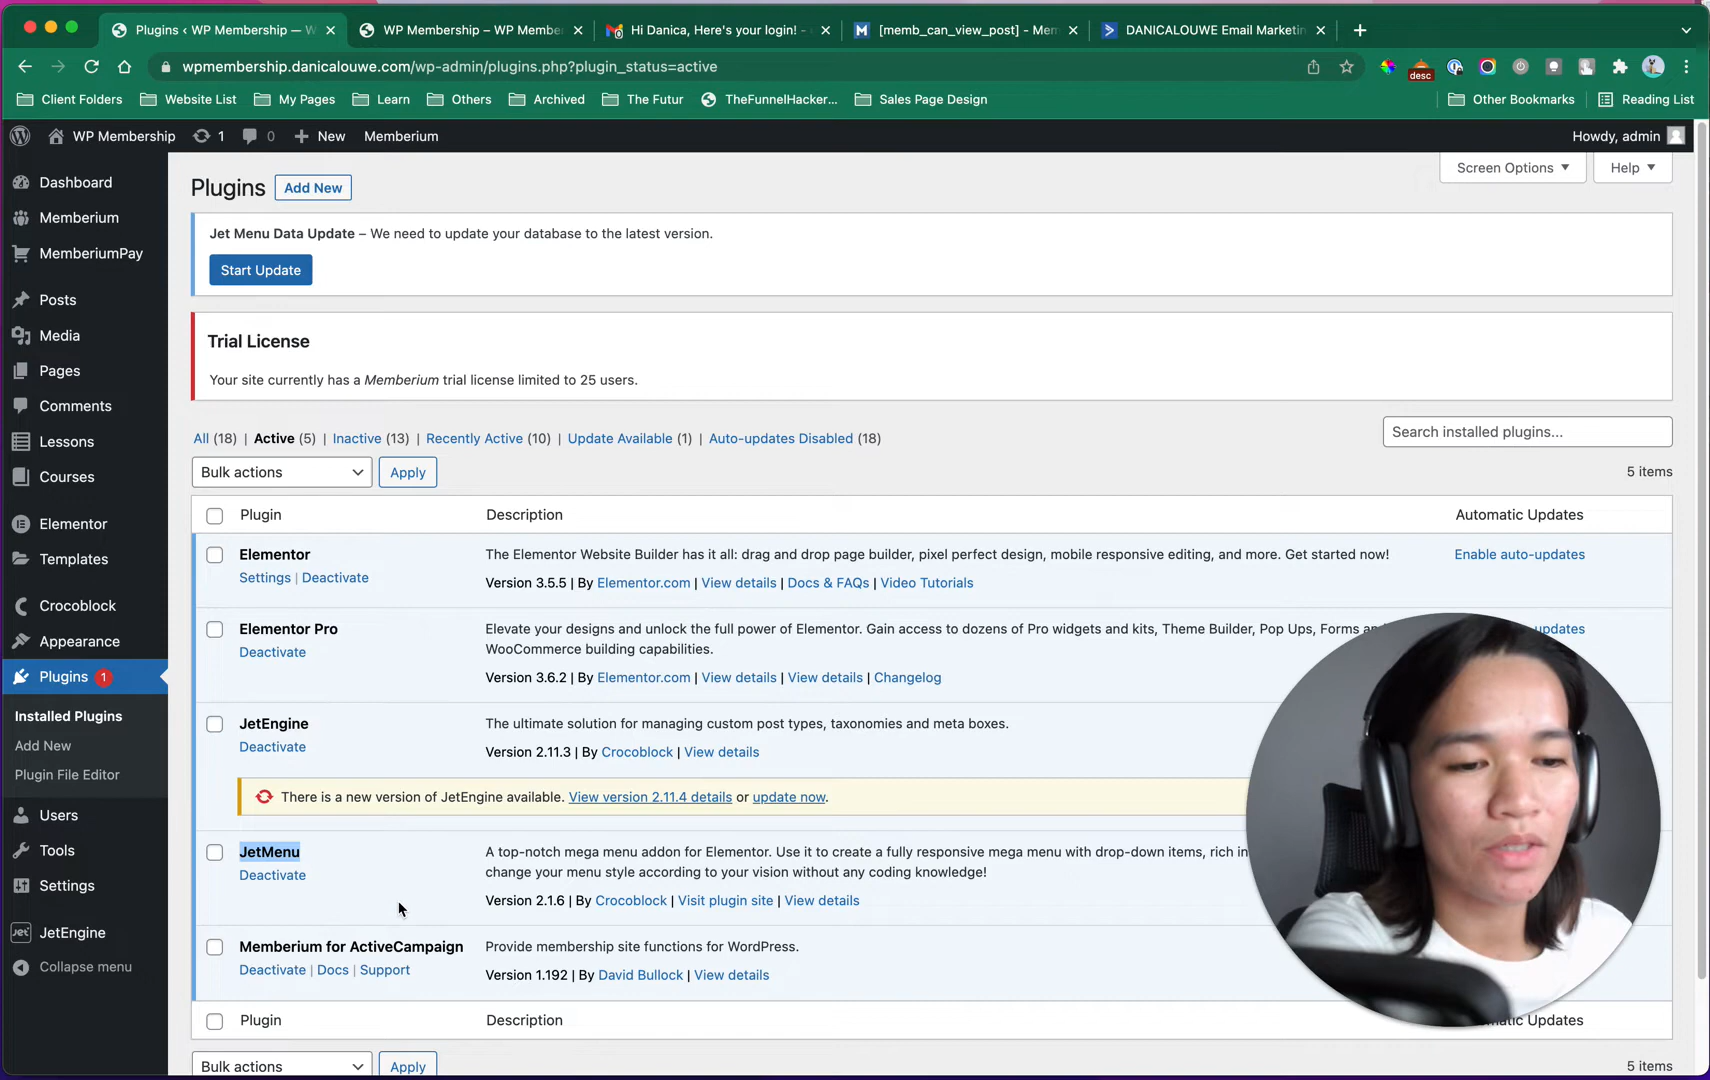 Plugins ‹ WP Membership — W
WP Membership – WP Membe
Hi Danica, Here's your login! -
[memb_can_view_post] - Mem
DANICALOUWE Email Marketin
wpmembership.danicalouwe.com/wp-admin/plugins.php?plugin_status=active
desc
Client Folders
Website List
My Pages
Learn
Others
Archived
The Futur
TheFunnelHacker...
Sales Page Design
Other Bookmarks
Reading List
WP Membership
1
0
New
Memberium
Howdy, admin
Dashboard
Memberium
MemberiumPay
Posts
Media
Pages
Comments
Lessons
Courses
Elementor
Templates
Crocoblock
Appearance
Plugins 1
Installed Plugins
Add New
Plugin File Editor
Users
Tools
Settings
JetEngine
Collapse menu
Screen Options
Help
Plugins
Add New
Jet Menu Data Update – We need to update your database to the latest version.
Start Update
Trial License
Your site currently has a Memberium trial license limited to 25 users.
All (18) | Active (5) | Inactive (13) | Recently Active (10) | Update Available (1) | Auto-updates Disabled (18)
Search installed plugins...
Bulk actions
Apply
5 items
Plugin
Description
Automatic Updates
Elementor
Settings | Deactivate
The Elementor Website Builder has it all: drag and drop page builder, pixel perfect design, mobile responsive editing, and more. Get started now!
Version 3.5.5 | By Elementor.com | View details | Docs & FAQs | Video Tutorials
Enable auto-updates
Elementor Pro
Deactivate
Elevate your designs and unlock the full power of Elementor. Gain access to dozens of Pro widgets and kits, Theme Builder, Pop Ups, Forms and
WooCommerce building capabilities.
Version 3.6.2 | By Elementor.com | View details | View details | Changelog
updates
JetEngine
Deactivate
The ultimate solution for managing custom post types, taxonomies and meta boxes.
Version 2.11.3 | By Crocoblock | View details
There is a new version of JetEngine available. View version 2.11.4 details or update now.
JetMenu
Deactivate
A top-notch mega menu addon for Elementor. Use it to create a fully responsive mega menu with drop-down items, rich in
change your menu style according to your vision without any coding knowledge!
Version 2.1.6 | By Crocoblock | Visit plugin site | View details
Memberium for ActiveCampaign
Deactivate | Docs | Support
Provide membership site functions for WordPress.
Version 1.192 | By David Bullock | View details
Plugin
Description
Updates
Bulk actions
Apply
5 items